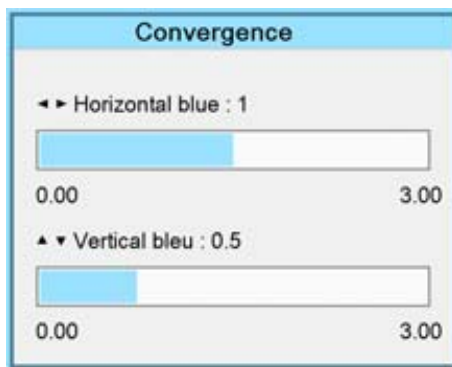 Convergence
◄ ► Horizontal blue : 1
0.00 3.00
▲ ▼ Vertical bleu : 0.5
0.00 3.00